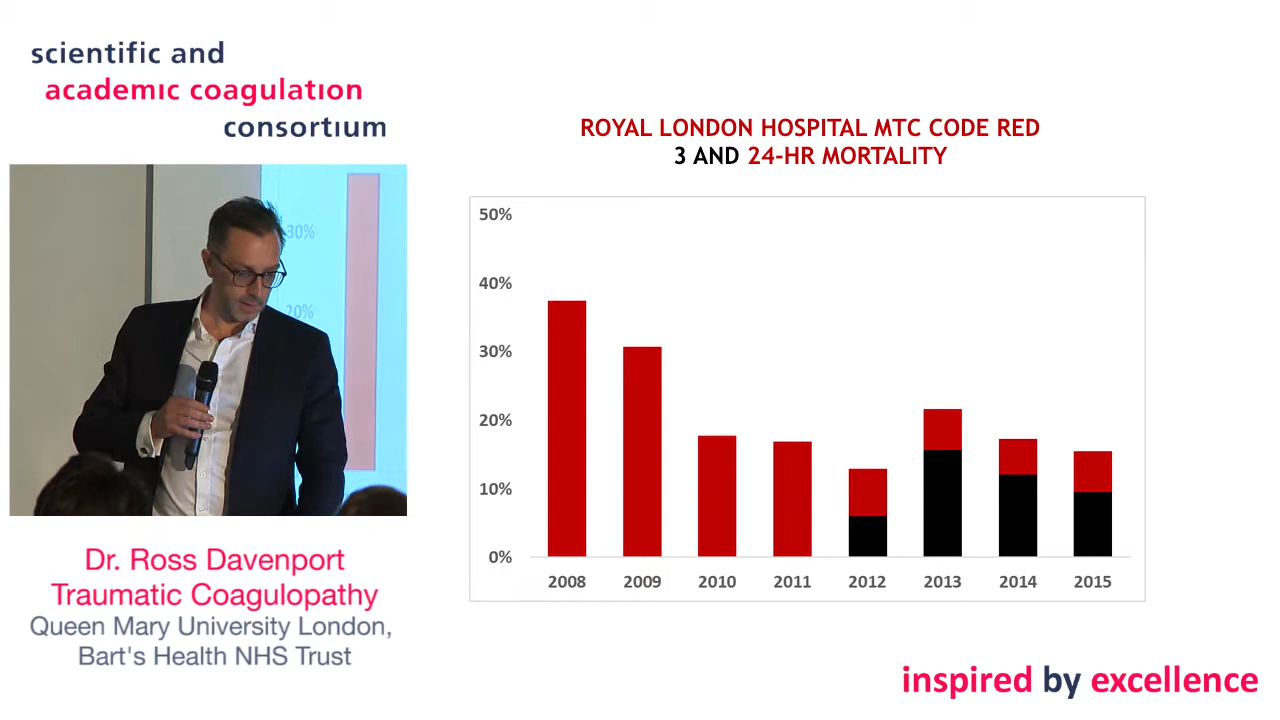 scientific and
academic coagulation
consortium
ROYAL LONDON HOSPITAL MTC CODE RED
3 AND 24-HR MORTALITY
50%
40%
30%
20%
10%
0%
2008 2009 2010 2011 2012 2013 2014 2015
30%
20%
Dr. Ross Davenport
Traumatic Coagulopathy
Queen Mary University London,
Bart's Health NHS Trust
inspired by excellence